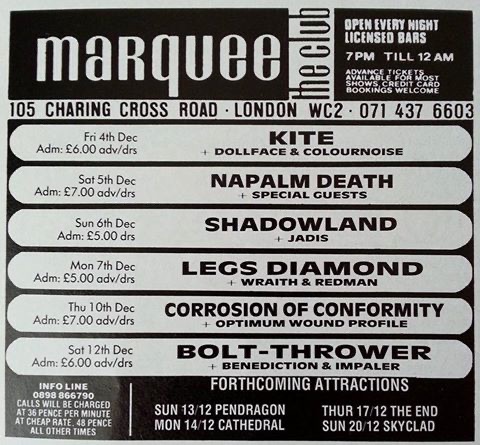 marquee
the club
OPEN EVERY NIGHT
LICENSED BARS
7PM TILL 12 AM
ADVANCE TICKETS
AVAILABLE FOR MOST
SHOWS, CREDIT CARD
BOOKINGS WELCOME
105 CHARING CROSS ROAD · LONDON WC2 · 071 437 6603
Fri 4th Dec
Adm: £6.00 adv/drs
KITE
+ DOLLFACE & COLOURNOISE
Sat 5th Dec
Adm: £7.00 adv/drs
NAPALM DEATH
+ SPECIAL GUESTS
Sun 6th Dec
Adm: £5.00 drs
SHADOWLAND
+ JADIS
Mon 7th Dec
Adm: £5.00 adv/drs
LEGS DIAMOND
+ WRAITH & REDMAN
Thu 10th Dec
Adm: £7.00 adv/drs
CORROSION OF CONFORMITY
+ OPTIMUM WOUND PROFILE
Sat 12th Dec
Adm: £6.00 adv/drs
BOLT-THROWER
+ BENEDICTION & IMPALER
INFO LINE
0898 866790
CALLS WILL BE CHARGED
AT 36 PENCE PER MINUTE
AT CHEAP RATE, 48 PENCE
ALL OTHER TIMES
FORTHCOMING ATTRACTIONS
SUN 13/12 PENDRAGON
MON 14/12 CATHEDRAL
THUR 17/12 THE END
SUN 20/12 SKYCLAD